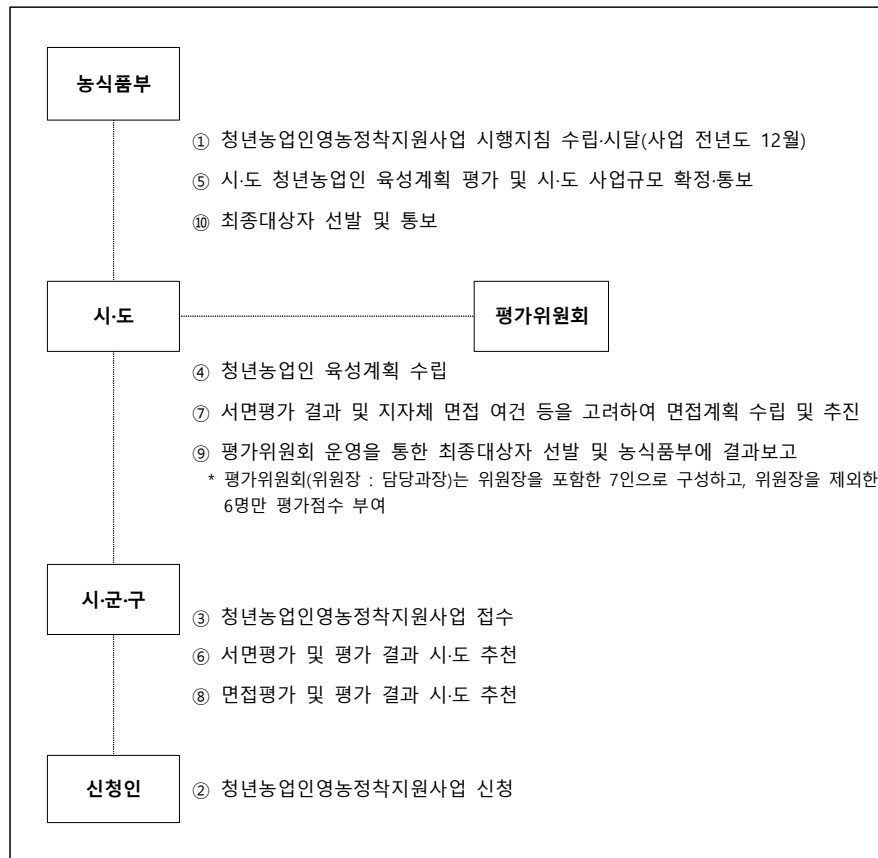 농식품부
① 청년농업인영농정착지원사업 시행지침 수립·시달(사업 전년도 12월)
⑤ 시·도 청년농업인 육성계획 평가 및 시·도 사업규모 확정·통보
⑩ 최종대상자 선발 및 통보
시·도
평가위원회
④ 청년농업인 육성계획 수립
⑦ 서면평가 결과 및 지자체 면접 여건 등을 고려하여 면접계획 수립 및 추진
⑨ 평가위원회 운영을 통한 최종대상자 선발 및 농식품부에 결과보고
* 평가위원회(위원장 : 담당과장)는 위원장을 포함한 7인으로 구성하고, 위원장을 제외한
6명만 평가점수 부여
시·군·구
③ 청년농업인영농정착지원사업 접수
⑥ 서면평가 및 평가 결과 시·도 추천
⑧ 면접평가 및 평가 결과 시·도 추천
신청인
② 청년농업인영농정착지원사업 신청